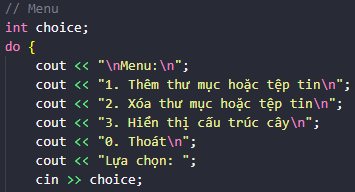 // Menu
int choice;
do {
cout << "\nMenu:\n";
cout << "1. Thêm thư mục hoặc tệp tin\n";
cout << "2. Xóa thư mục hoặc tệp tin\n";
cout << "3. Hiển thị cấu trúc cây\n";
cout << "0. Thoát\n";
cout << "Lựa chọn: ";
cin >> choice;